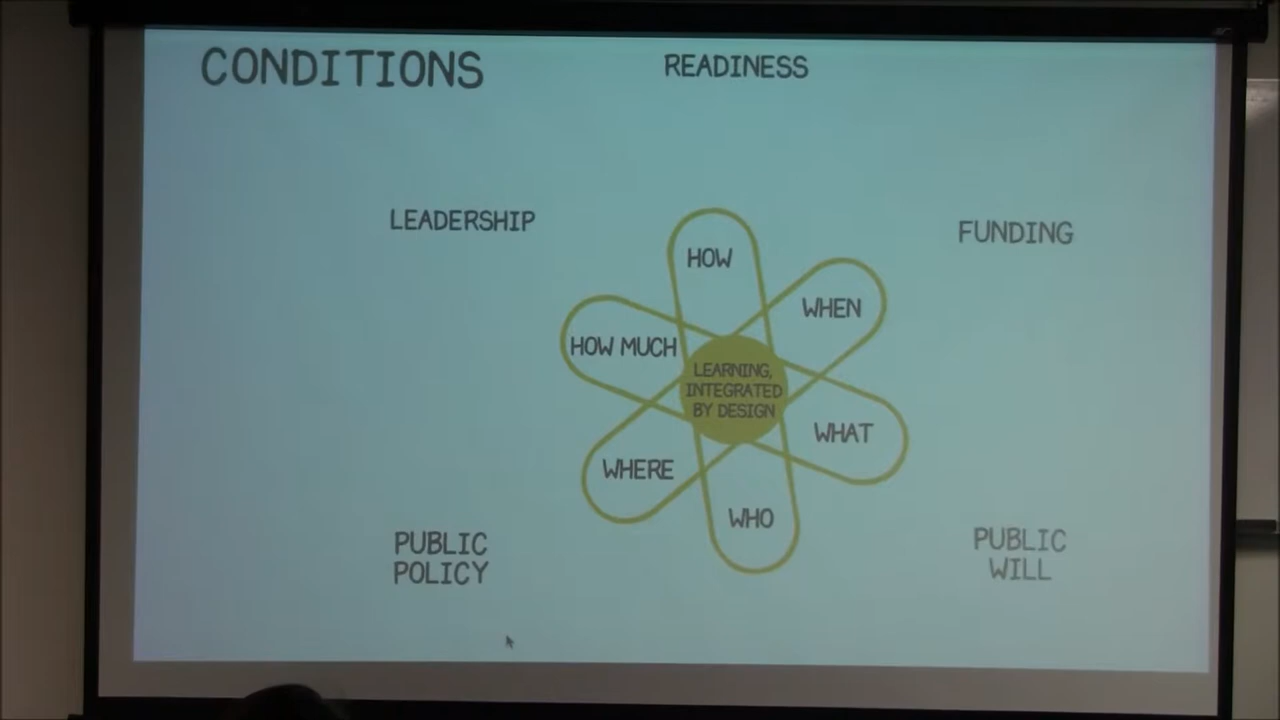 CONDITIONS
READINESS
LEADERSHIP
FUNDING
HOW
WHEN
HOW MUCH
LEARNING,
INTEGRATED
BY DESIGN
WHAT
WHERE
WHO
PUBLIC
POLICY
PUBLIC
WILL